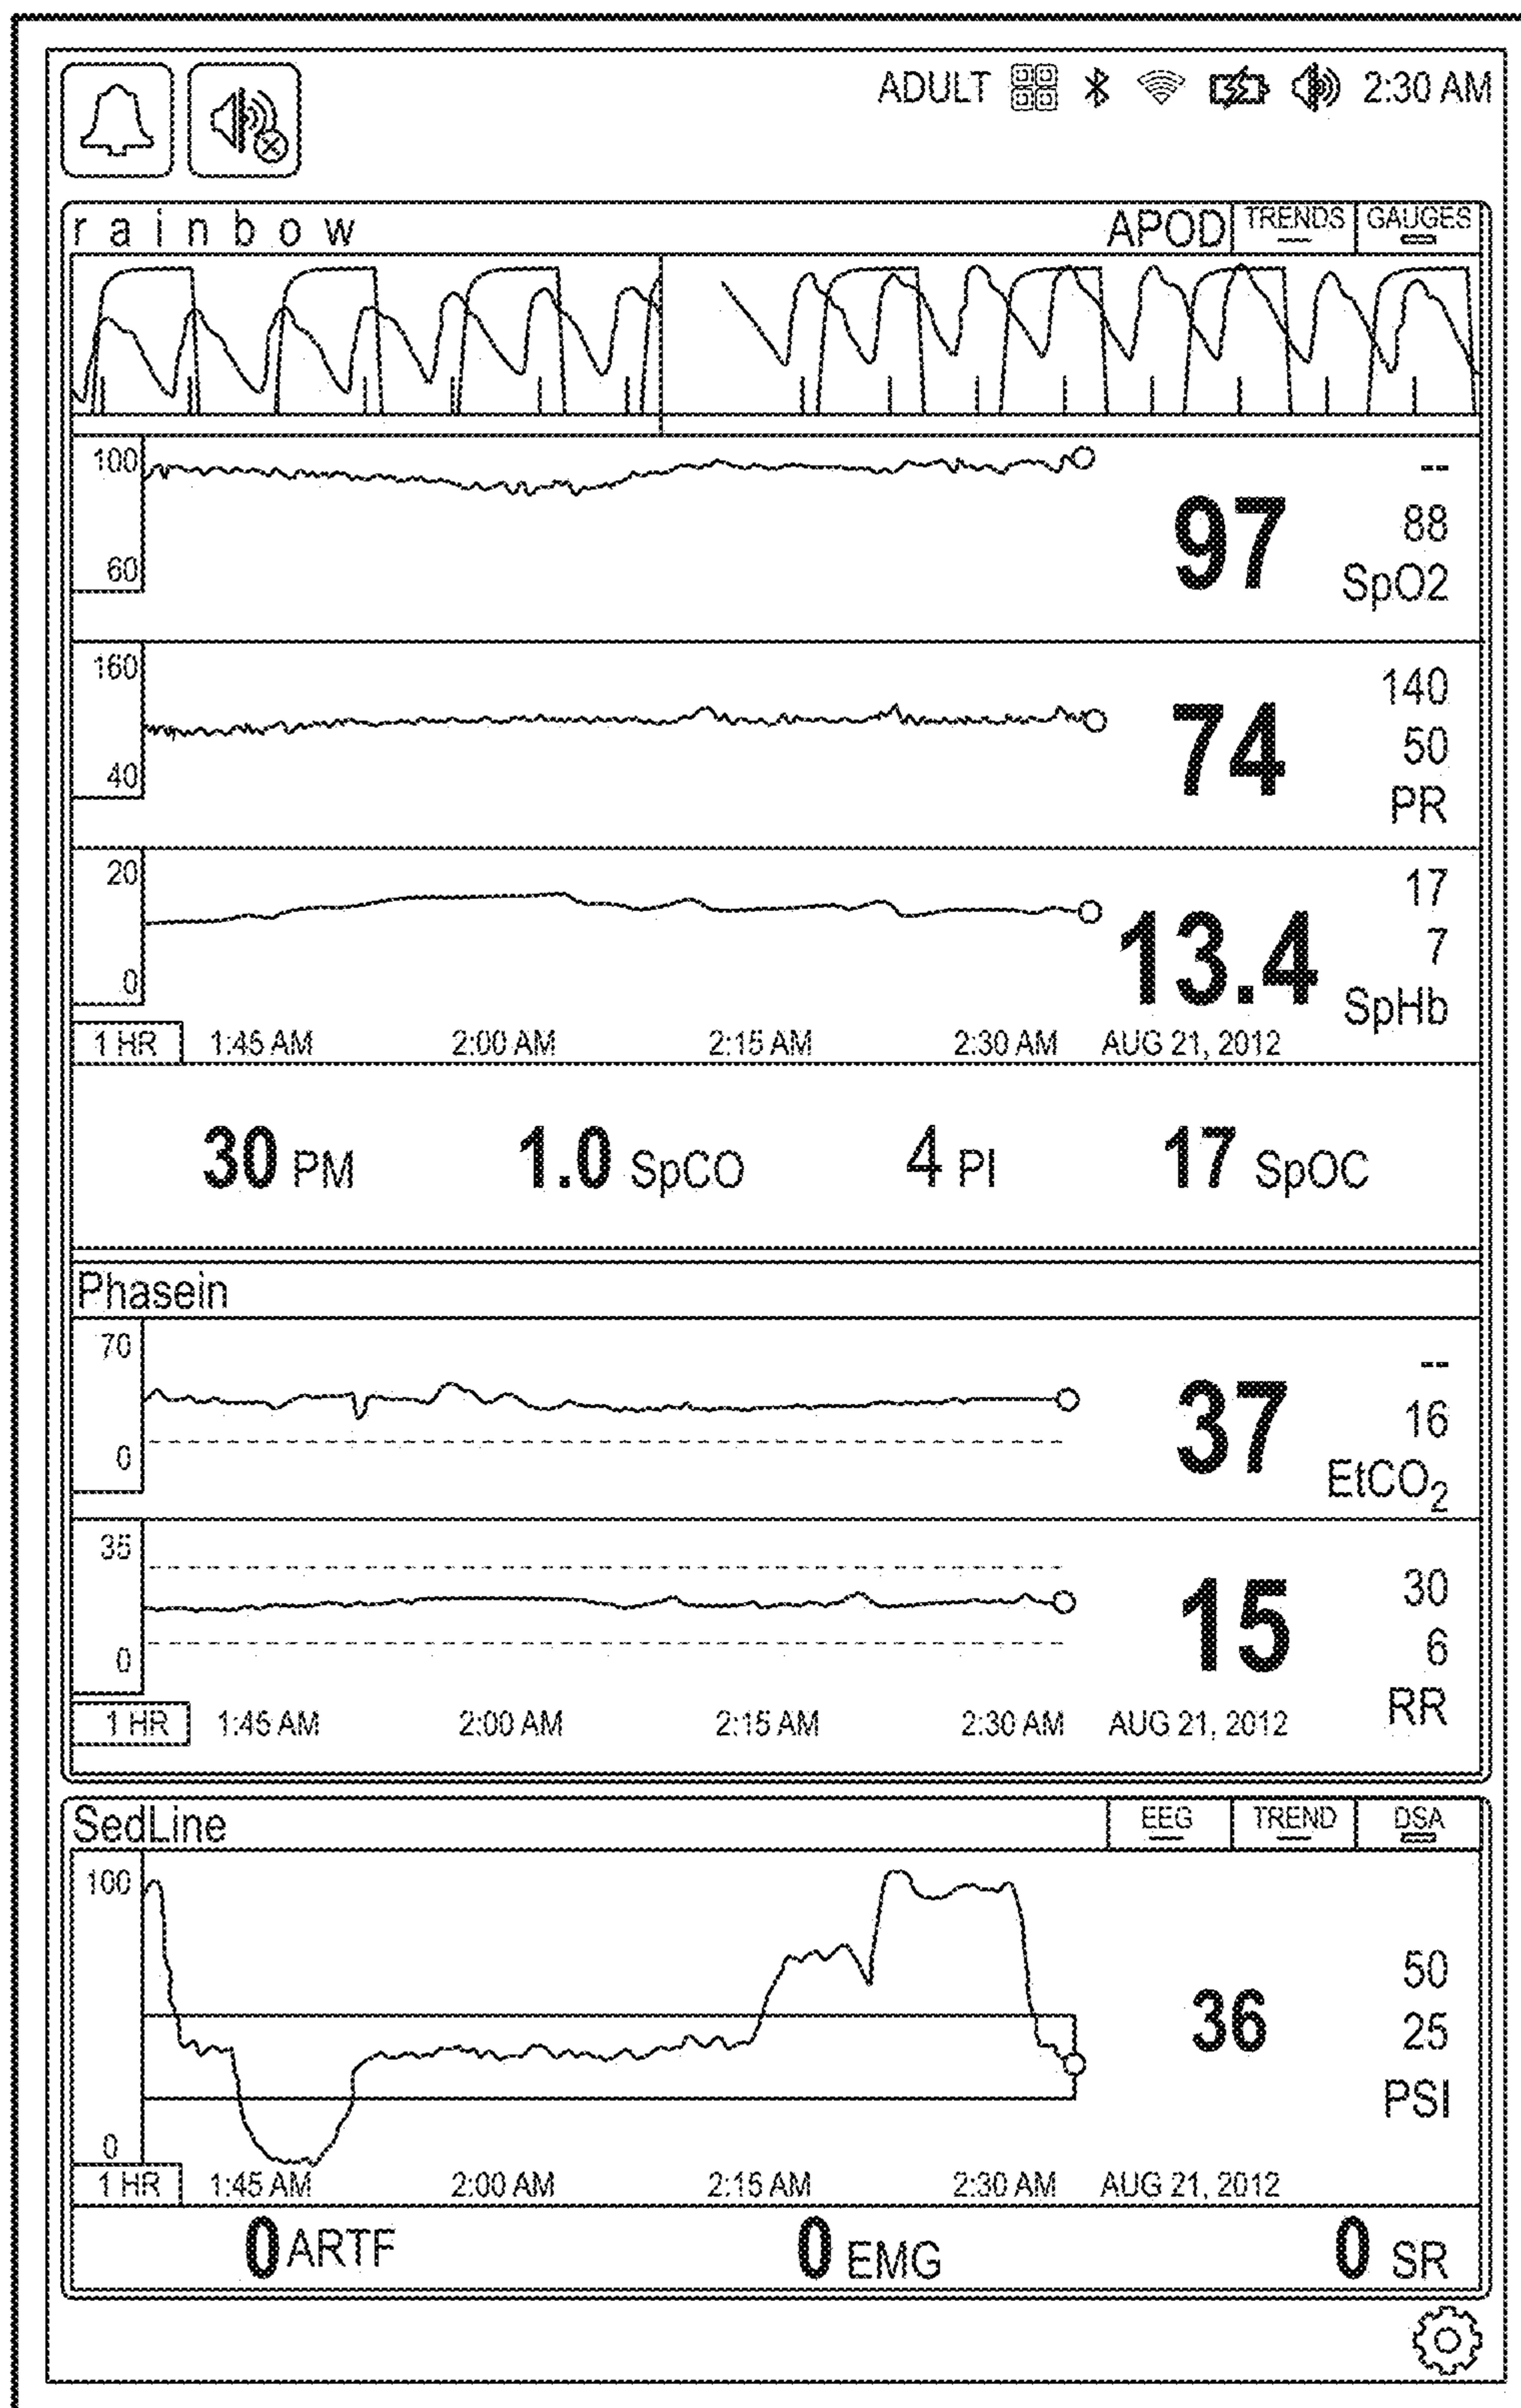 ADULT 2:30 AM
rainbow APOD TRENDS GAUGES
100
60
97
--
88
SpO2
160
40
74
140
50
PR
20
0
13.4
17
7
SpHb
1 HR 1:45 AM 2:00 AM 2:15 AM 2:30 AM AUG 21, 2012
30 PM 1.0 SpCO 4 PI 17 SpOC
Phasein
70
0
37
--
16
EtCO₂
35
0
15
30
6
RR
1 HR 1:45 AM 2:00 AM 2:15 AM 2:30 AM AUG 21, 2012
SedLine EEG TREND DSA
100
0
36
50
25
PSI
1 HR 1:45 AM 2:00 AM 2:15 AM 2:30 AM AUG 21, 2012
0 ARTF 0 EMG 0 SR